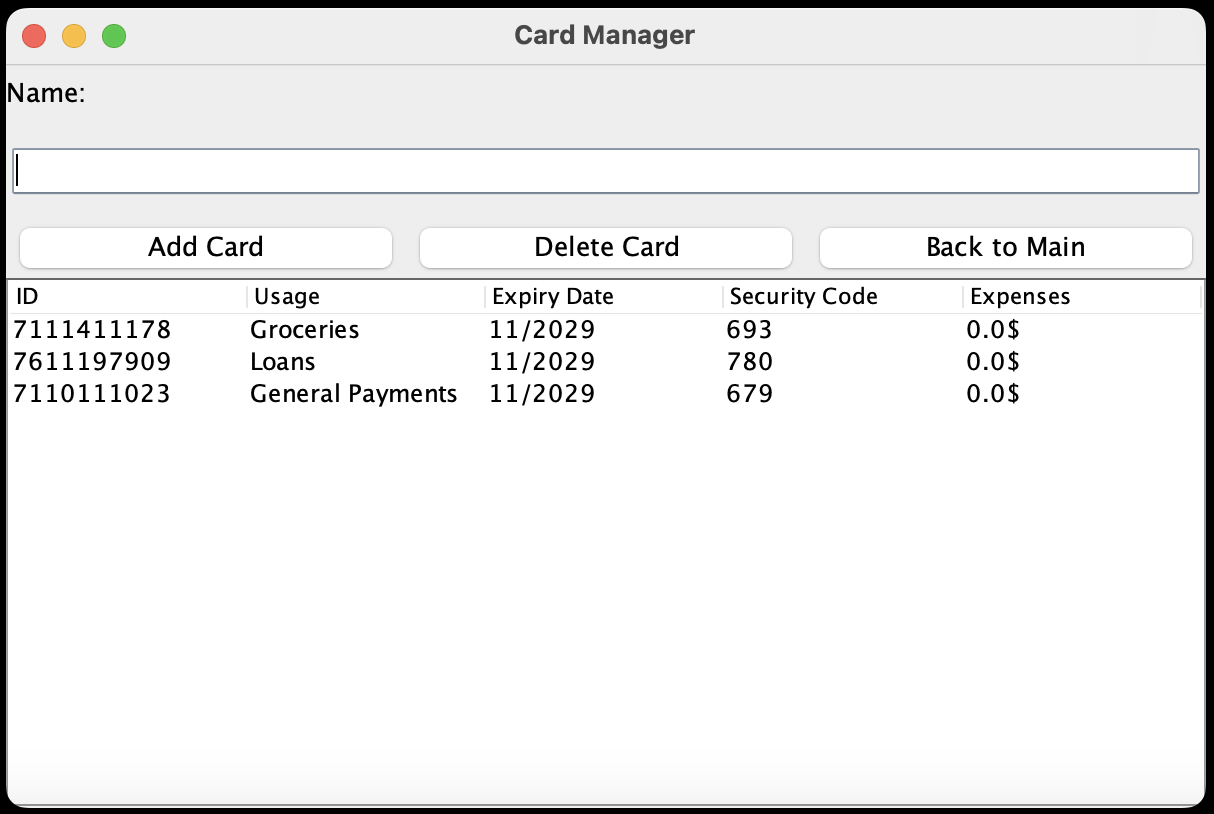 Card Manager
Name:
Add Card Delete Card Back to Main
ID Usage Expiry Date Security Code Expenses
7111411178 Groceries 11/2029 693 0.0$
7611197909 Loans 11/2029 780 0.0$
7110111023 General Payments 11/2029 679 0.0$